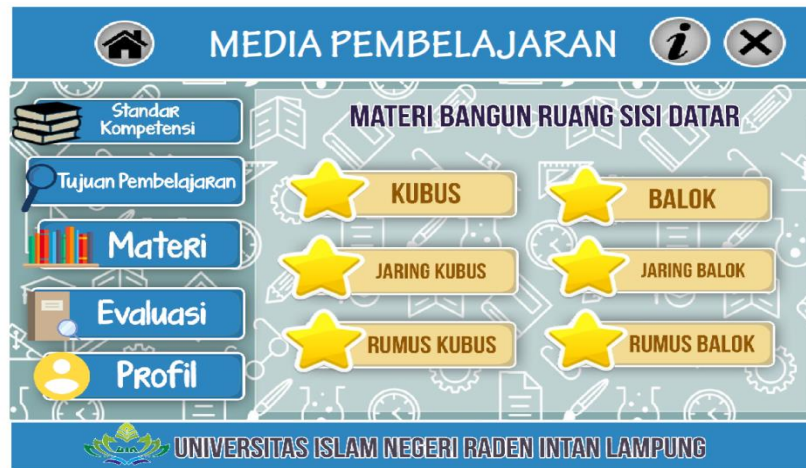 MEDIA PEMBELAJARAN
Standar
Kompetensi
Tujuan Pembelajaran
Materi
Evaluasi
Profil
MATERI BANGUN RUANG SISI DATAR
KUBUS
BALOK
JARING KUBUS
JARING BALOK
RUMUS KUBUS
RUMUS BALOK
UNIVERSITAS ISLAM NEGERI RADEN INTAN LAMPUNG